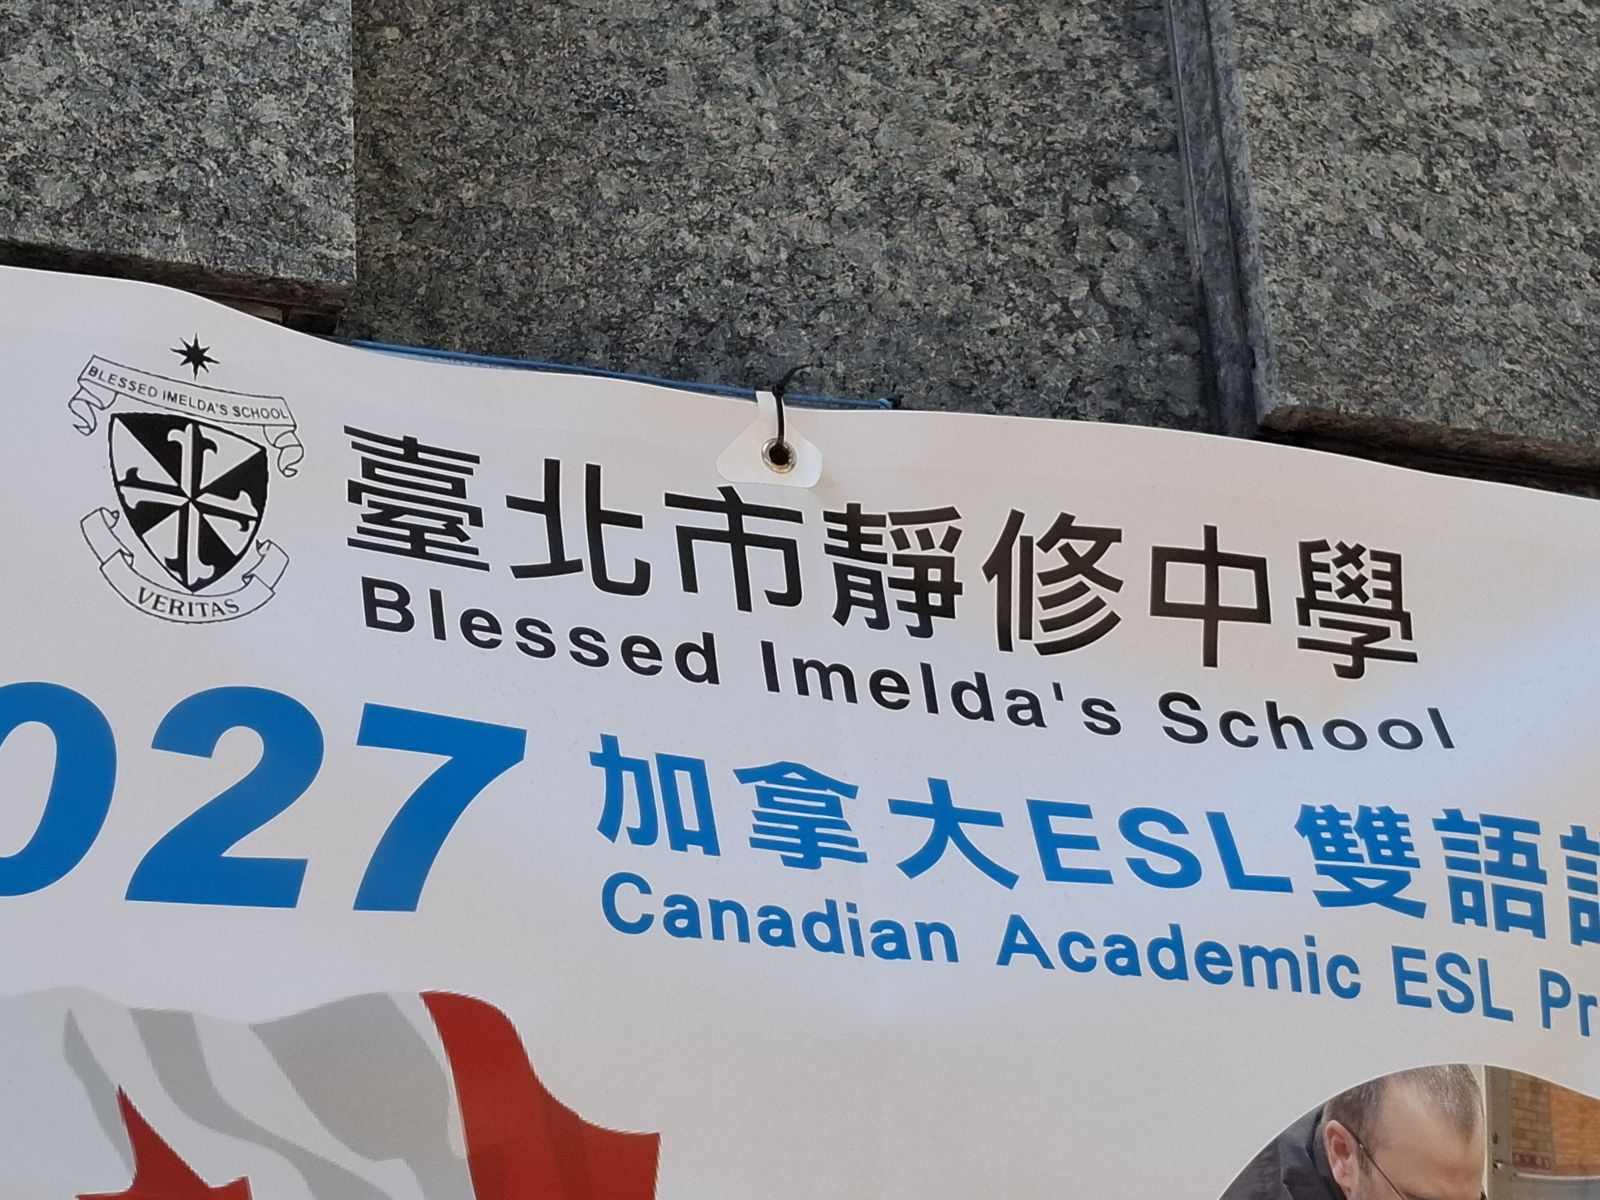 BLESSED IMELDA'S SCHOOL
VERITAS
臺北市靜修中學
Blessed Imelda's School
027 加拿大ESL雙語
Canadian Academic ESL Pr